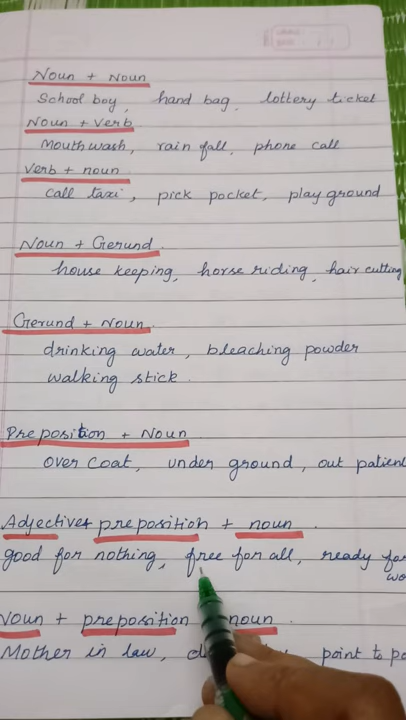 Noun + Noun
School boy, hand bag, lottery ticket
Noun + Verb
Mouth wash, rain fall, phone call
Verb + noun
call taxi, pick pocket, play ground
Noun + Gerund
house keeping, horse riding, hair cutting
Gerund + Noun
drinking water, bleaching powder
walking stick
Preposition + Noun
Over coat, under ground, out patient
Adjective + preposition + noun
good for nothing, free for all, ready for
Noun + preposition noun
Mother in law, point to